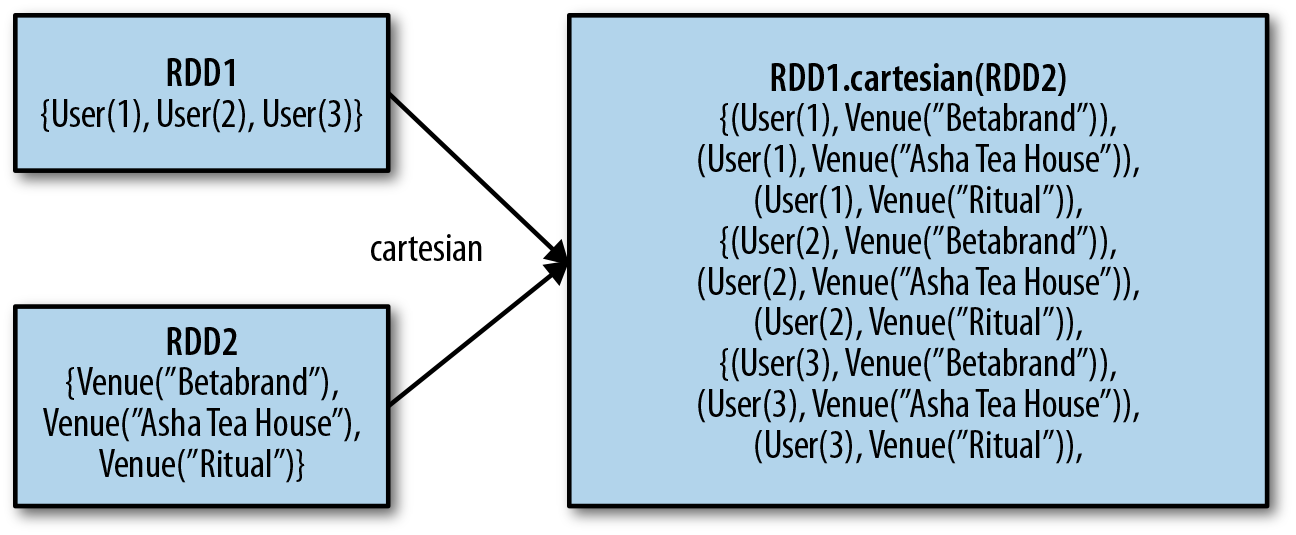 RDD1
{User(1), User(2), User(3)}
cartesian
RDD2
{Venue(”Betabrand”),
Venue(”Asha Tea House”),
Venue(”Ritual”)}
RDD1.cartesian(RDD2)
{(User(1), Venue(”Betabrand”)),
(User(1), Venue(”Asha Tea House”)),
(User(1), Venue(”Ritual”)),
{(User(2), Venue(”Betabrand”)),
(User(2), Venue(”Asha Tea House”)),
(User(2), Venue(”Ritual”)),
{(User(3), Venue(”Betabrand”)),
(User(3), Venue(”Asha Tea House”)),
(User(3), Venue(”Ritual”)),